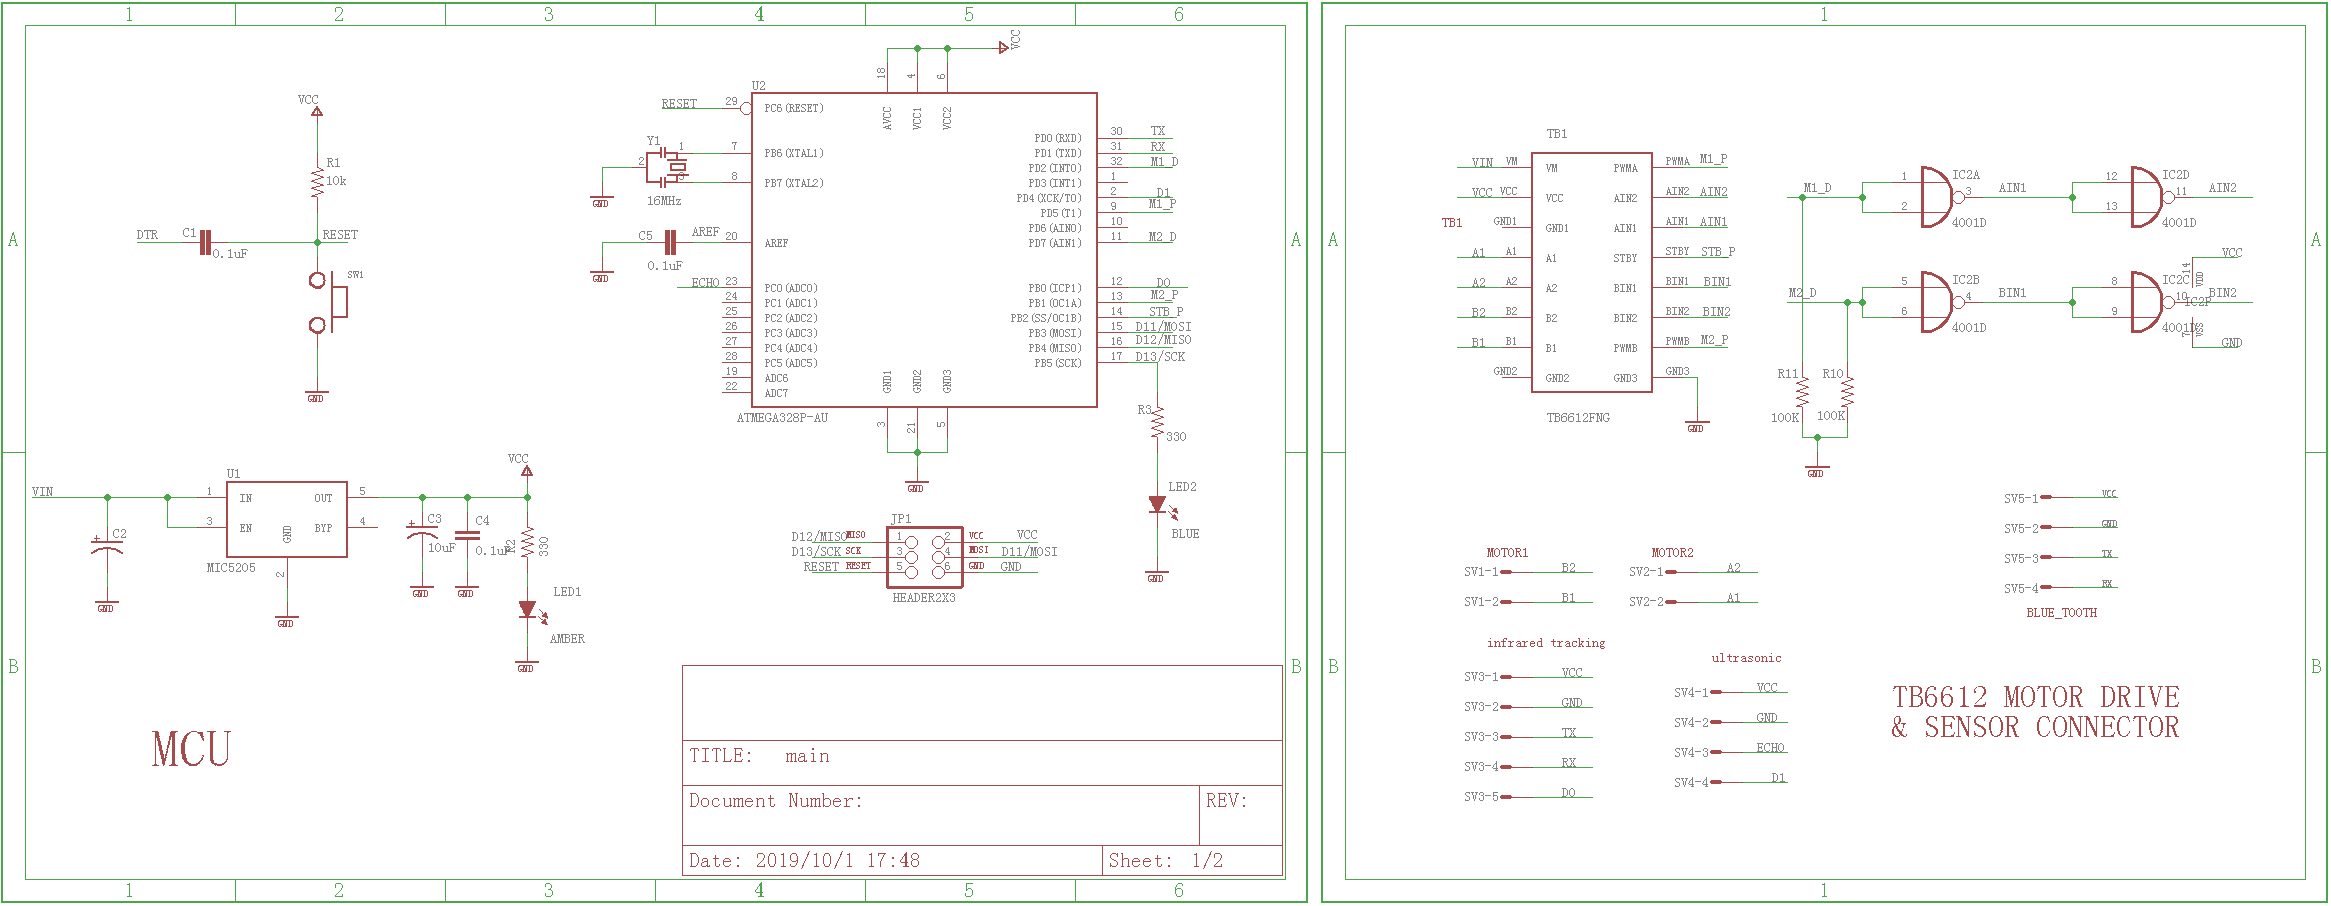 1 2 3 4 5 6
A
B
VCC
R1
10k
DTR
C1
0.1uF
RESET
SW1
GND
VIN
C2
GND
U1
1 IN OUT 5
3 EN BYP 4
GND
2
MIC5205
GND
VCC
C3
10uF
GND
C4
0.1uF
GND
R2
330
LED1
AMBER
GND
MCU
VCC
18 4 6
U2
AVCC VCC1 VCC2
RESET 29 PC6(RESET)
Y1
1
2
3
16MHz
GND
7 PB6(XTAL1)
8 PB7(XTAL2)
C5
0.1uF
GND
AREF 20 AREF
ECHO 23 PC0(ADC0)
24 PC1(ADC1)
25 PC2(ADC2)
26 PC3(ADC3)
27 PC4(ADC4)
28 PC5(ADC5)
19 ADC6
22 ADC7
PD0(RXD) 30 TX
PD1(TXD) 31 RX
PD2(INT0) 32 M1_D
PD3(INT1) 1
PD4(XCK/T0) 2 D1
PD5(T1) 9 M1_P
PD6(AIN0) 10
PD7(AIN1) 11 M2_D
PB0(ICP1) 12 DO
PB1(OC1A) 13 M2_P
PB2(SS/OC1B) 14 STB_P
PB3(MOSI) 15 D11/MOSI
PB4(MISO) 16 D12/MISO
PB5(SCK) 17 D13/SCK
GND1 GND2 GND3
3 21 5
ATMEGA328P-AU
GND
R3
330
LED2
BLUE
GND
JP1
D12/MISO MISO 1 2 VCC VCC
D13/SCK SCK 3 4 MOSI D11/MOSI
RESET RESET 5 6 GND GND
HEADER2X3
TITLE: main
Document Number:
REV:
Date: 2019/10/1 17:48
Sheet: 1/2
A
B
1 2 3 4 5 6
1
A
B
TB1
TB1
VIN VM VM
VCC VCC VCC
GND1 GND1
A1 A1 A1
A2 A2 A2
B2 B2 B2
B1 B1 B1
GND2 GND2
PWMA PWMA M1_P
AIN2 AIN2 AIN2
AIN1 AIN1 AIN1
STBY STBY STB_P
BIN1 BIN1 BIN1
BIN2 BIN2 BIN2
PWMB PWMB M2_P
GND3 GND3
TB6612FNG
GND
M1_D
1
2
IC2A
3
4001D
AIN1
12
13
IC2D
11
4001D
AIN2
M2_D
5
6
IC2B
4
4001D
BIN1
8
9
IC2C
10
4001D
BIN2
IC2P
14
VDD
VCC
7
VSS
GND
R11
100K
R10
100K
GND
MOTOR1
SV1-1 B2
SV1-2 B1
MOTOR2
SV2-1 A2
SV2-2 A1
infrared tracking
SV3-1 VCC
SV3-2 GND
SV3-3 TX
SV3-4 RX
SV3-5 DO
ultrasonic
SV4-1 VCC
SV4-2 GND
SV4-3 ECHO
SV4-4 D1
SV5-1 VCC
SV5-2 GND
SV5-3 TX
SV5-4 RX
BLUE_TOOTH
TB6612 MOTOR DRIVE
& SENSOR CONNECTOR
A
B
1